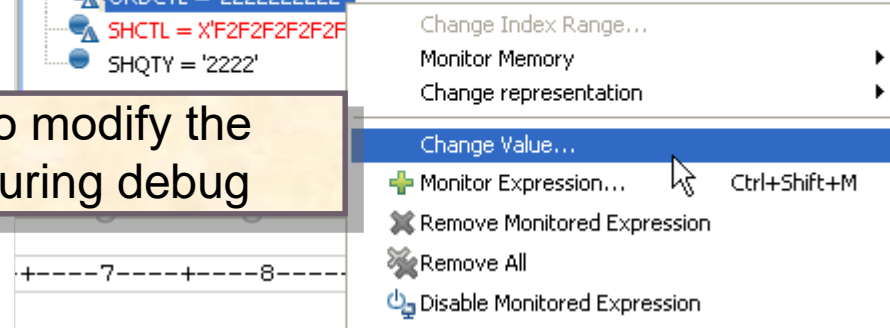 SHCTL = X'F2F2F2F2F2F
SHQTY = '2222'
o modify the
uring debug
+----7----+----8-----
Change Index Range...
Monitor Memory
Change representation
Change Value...
Monitor Expression... Ctrl+Shift+M
Remove Monitored Expression
Remove All
Disable Monitored Expression